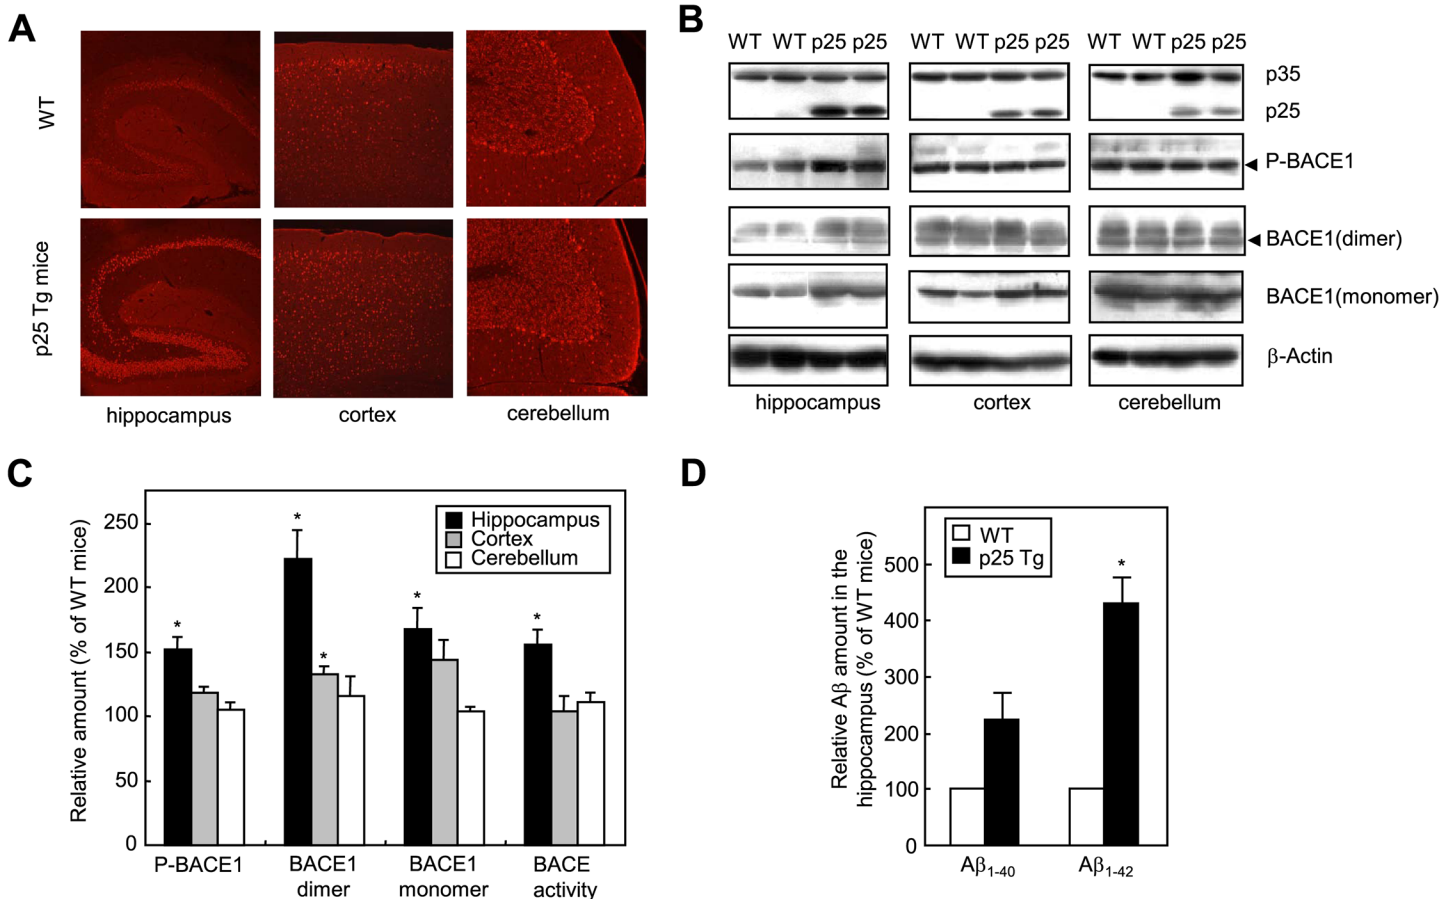 A
WT
p25 Tg mice
hippocampus
cortex
cerebellum
B
WT WT p25 p25
WT WT p25 p25
WT WT p25 p25
p35
p25
P-BACE1
BACE1(dimer)
BACE1(monomer)
β-Actin
hippocampus
cortex
cerebellum
C
Relative amount (% of WT mice)
250
200
150
100
50
0
Hippocampus
Cortex
Cerebellum
*
*
*
*
*
P-BACE1
BACE1
dimer
BACE1
monomer
BACE
activity
D
Relative Aβ amount in the
hippocampus (% of WT mice)
500
400
300
200
100
0
WT
p25 Tg
*
Aβ1-40
Aβ1-42